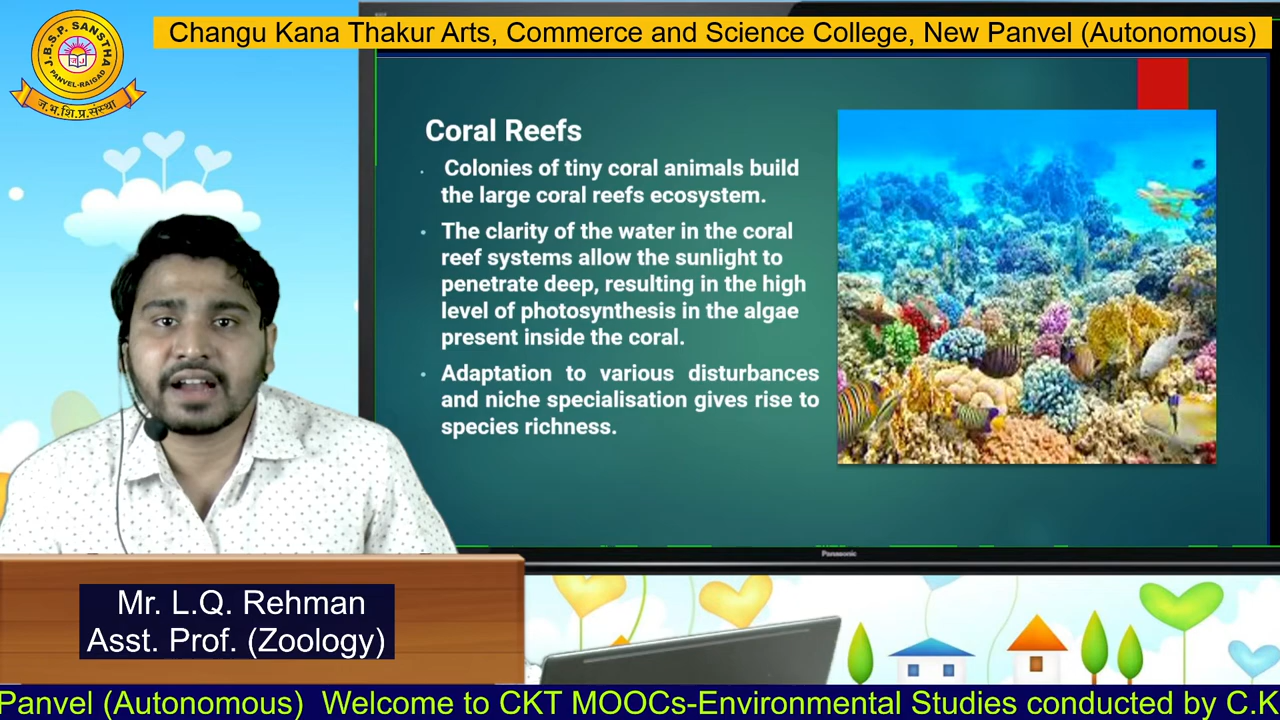 J.B.S.P. SANSTHA
PANVEL-RAIGAD
ज.भ.शि.प्र.संस्था
Changu Kana Thakur Arts, Commerce and Science College, New Panvel (Autonomous)
Coral Reefs
• Colonies of tiny coral animals build
the large coral reefs ecosystem.
• The clarity of the water in the coral
reef systems allow the sunlight to
penetrate deep, resulting in the high
level of photosynthesis in the algae
present inside the coral.
• Adaptation to various disturbances
and niche specialisation gives rise to
species richness.
Panasonic
Mr. L.Q. Rehman
Asst. Prof. (Zoology)
Panvel (Autonomous) Welcome to CKT MOOCs-Environmental Studies conducted by C.K